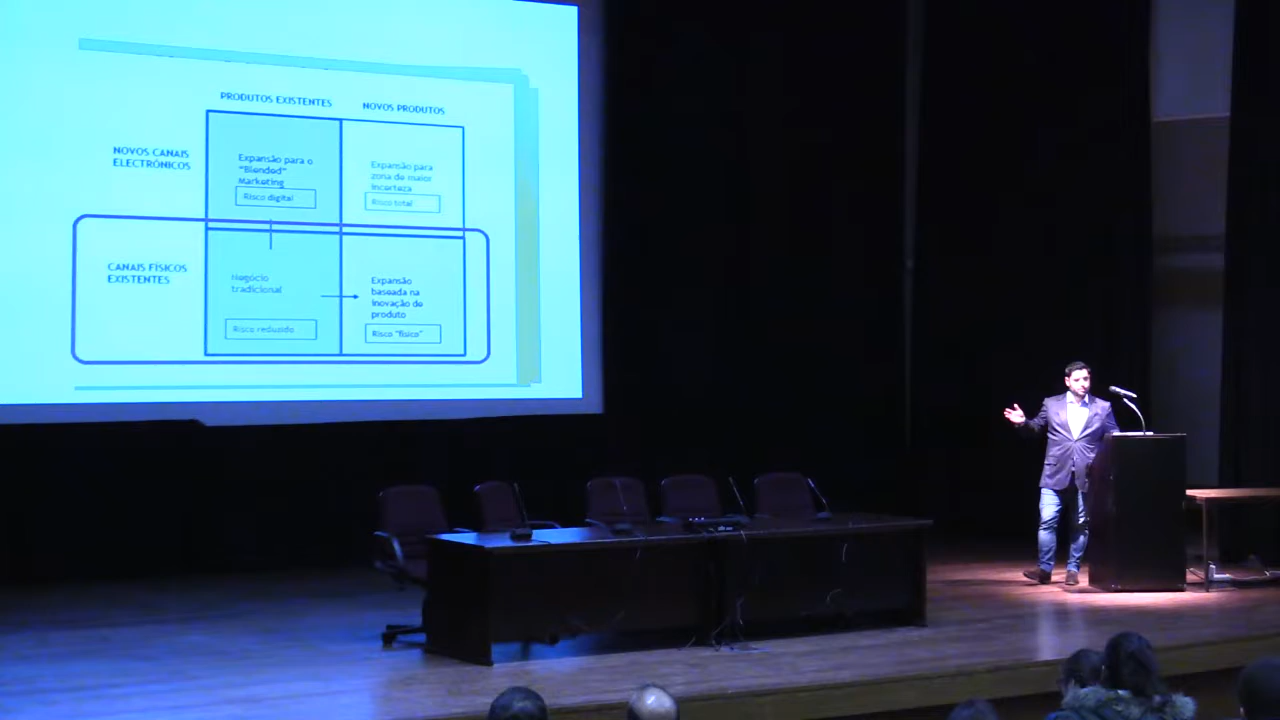 PRODUTOS EXISTENTES
NOVOS PRODUTOS
NOVOS CANAIS
ELECTRÓNICOS
Expansão para o
"Blended"
Marketing
Risco digital
Expansão para
zona de maior
incerteza
Risco total
CANAIS FÍSICOS
EXISTENTES
Negócio
tradicional
Risco reduzido
Expansão
baseada na
inovação de
produto
Risco "físico"